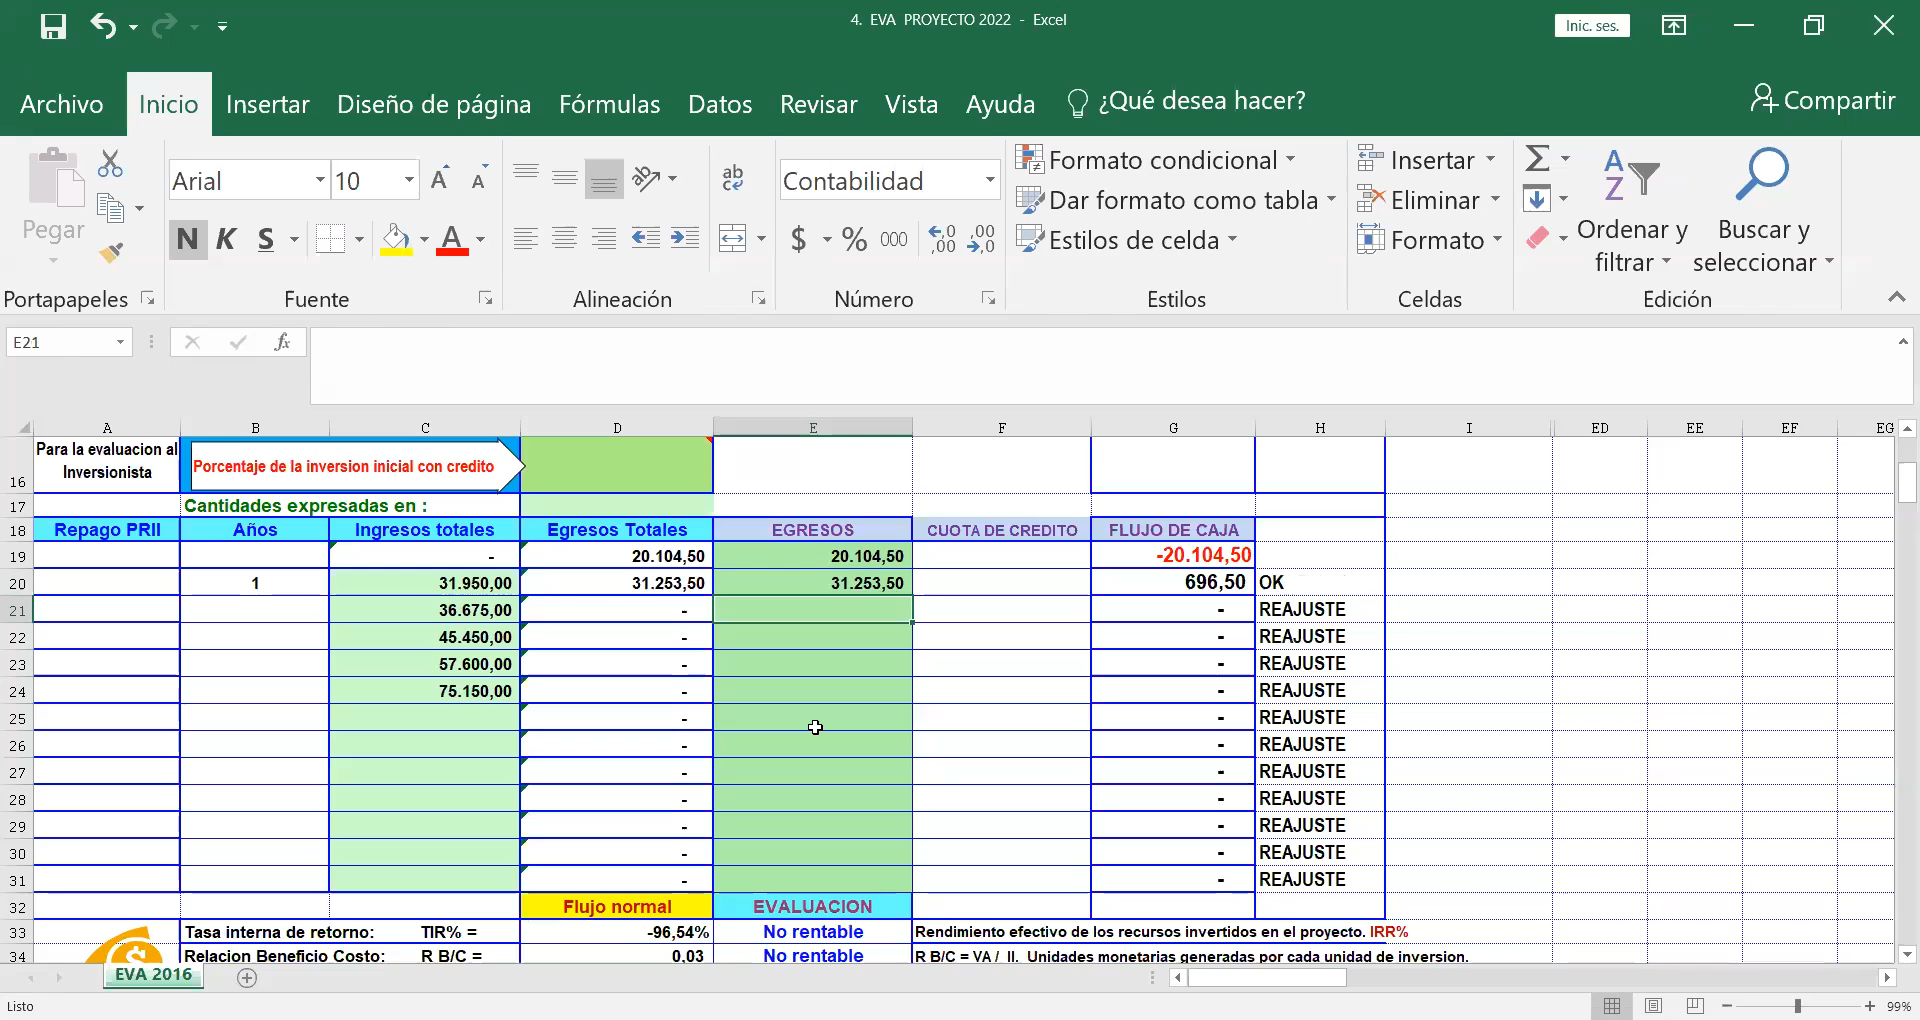 4. EVA PROYECTO 2022 - Excel
Inic. ses.
Archivo Inicio Insertar Diseño de página Fórmulas Datos Revisar Vista Ayuda ¿Qué desea hacer? Compartir
Pegar
Portapapeles
Arial 10
N K S
Fuente
Alineación
Contabilidad
$ % 000
Número
Formato condicional
Dar formato como tabla
Estilos de celda
Estilos
Insertar
Eliminar
Formato
Celdas
Ordenar y filtrar
Buscar y seleccionar
Edición
E21 fx
A B C D E F G H I ED EE EF EG
16 Para la evaluacion al Inversionista Porcentaje de la inversion inicial con credito
17 Cantidades expresadas en :
18 Repago PRII Años Ingresos totales Egresos Totales EGRESOS CUOTA DE CREDITO FLUJO DE CAJA
19 - 20.104,50 20.104,50 -20.104,50
20 1 31.950,00 31.253,50 31.253,50 696,50 OK
21 36.675,00 - - REAJUSTE
22 45.450,00 - - REAJUSTE
23 57.600,00 - - REAJUSTE
24 75.150,00 - - REAJUSTE
25 - - REAJUSTE
26 - - REAJUSTE
27 - - REAJUSTE
28 - - REAJUSTE
29 - - REAJUSTE
30 - - REAJUSTE
31 - - REAJUSTE
32 Flujo normal EVALUACION
33 Tasa interna de retorno: TIR% = -96,54% No rentable Rendimiento efectivo de los recursos invertidos en el proyecto. IRR%
34 Relacion Beneficio Costo: R B/C = 0,03 No rentable R B/C = VA / II. Unidades monetarias generadas por cada unidad de inversion.
EVA 2016
Listo 99%